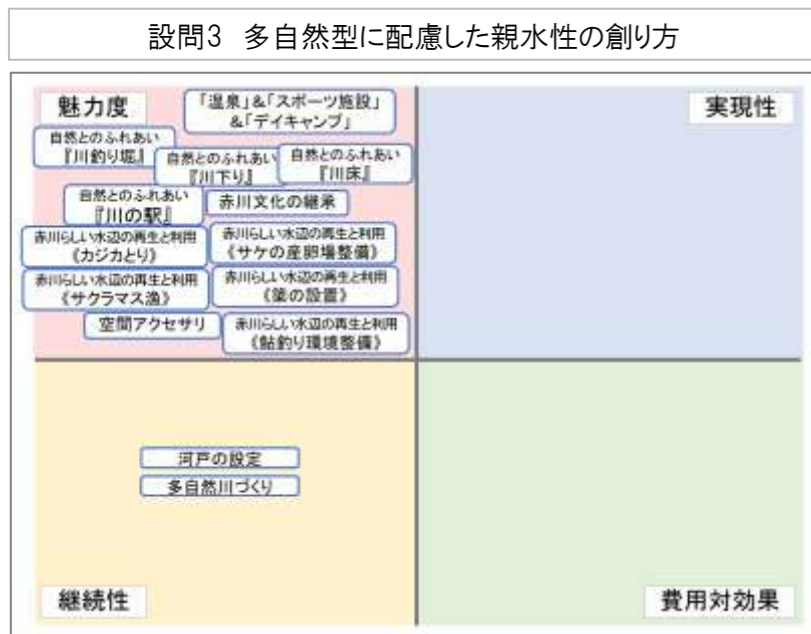 設問3 多自然型に配慮した親水性の創り方
魅力度
実現性
「温泉」&「スポーツ施設」
&「デイキャンプ」
自然とのふれあい
『川釣り堀』
自然とのふれあい
『川下り』
自然とのふれあい
『川床』
自然とのふれあい
『川の駅』
赤川文化の継承
赤川らしい水辺の再生と利用
《カジカとり》
赤川らしい水辺の再生と利用
《サケの産卵場整備》
赤川らしい水辺の再生と利用
《サクラマス漁》
赤川らしい水辺の再生と利用
《簗の設置》
空間アクセサリ
赤川らしい水辺の再生と利用
《鮎釣り環境整備》
河戸の設定
多自然川づくり
継続性
費用対効果